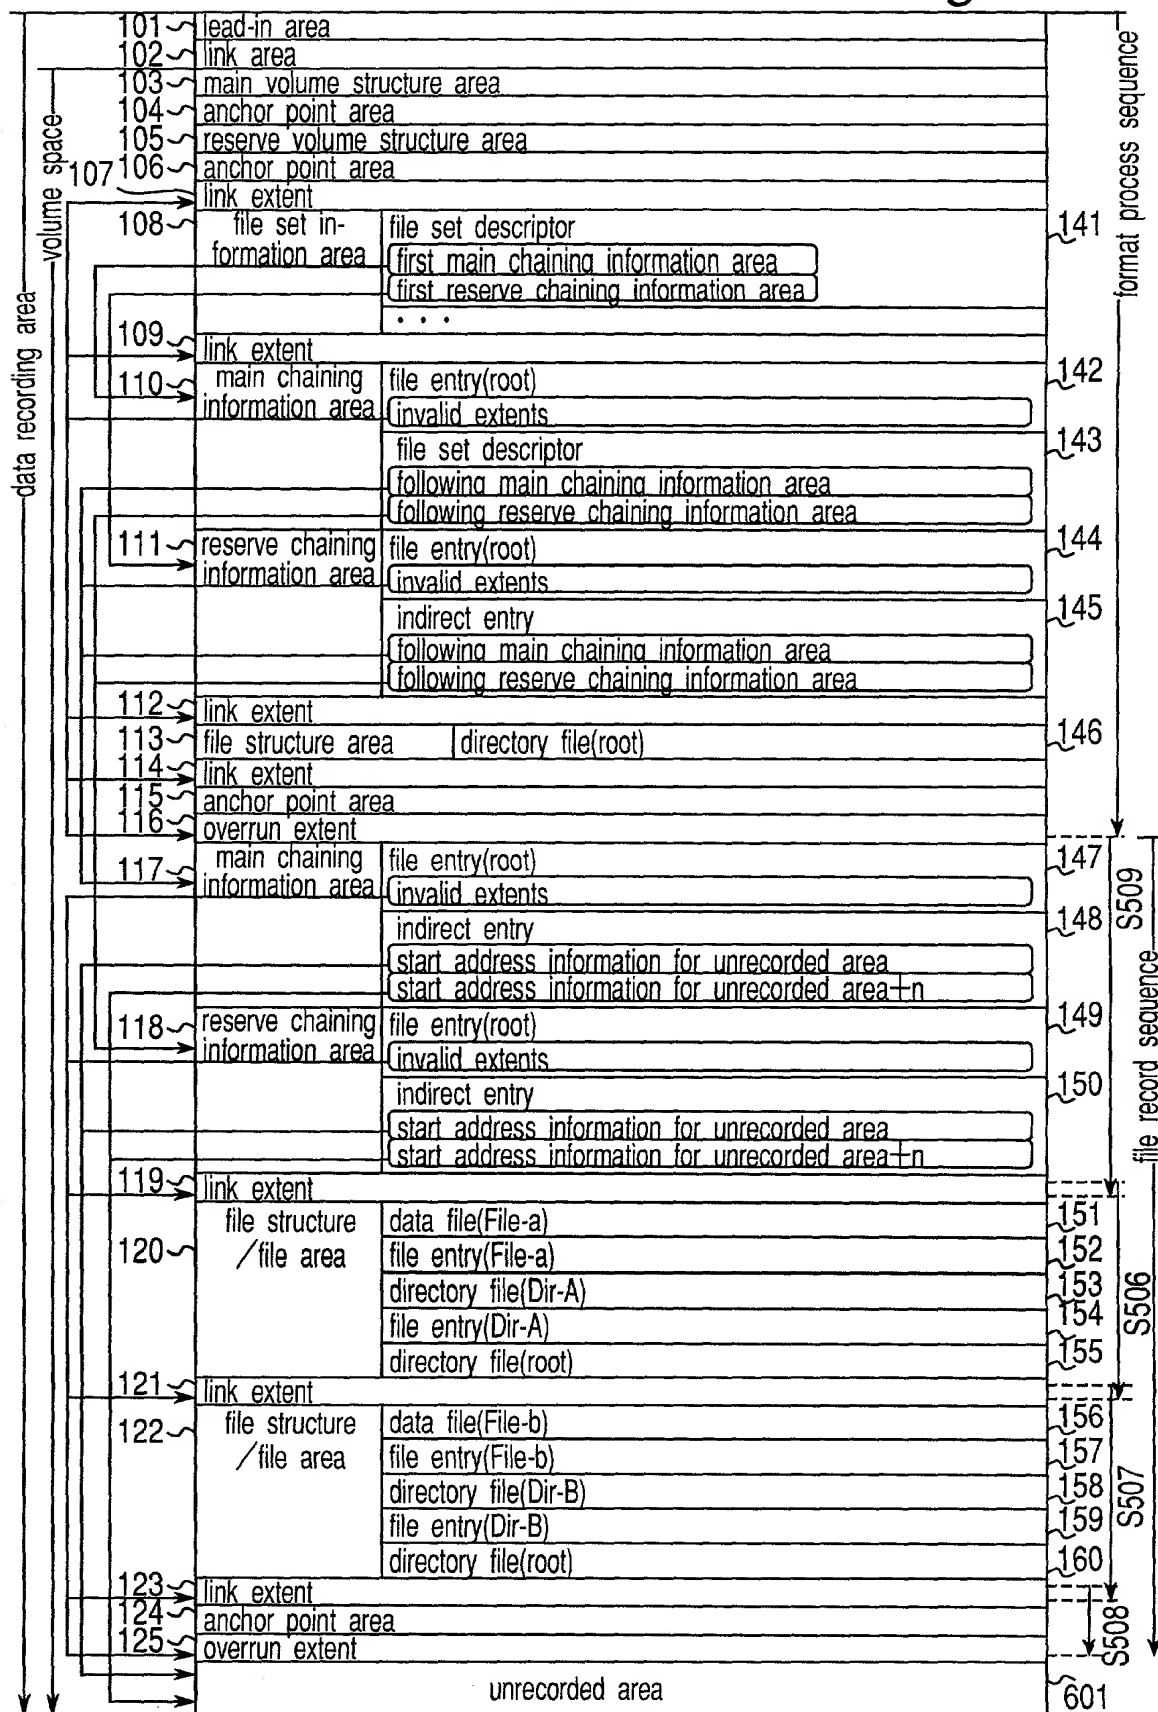 101 lead-in area
102 link area
103 main volume structure area
104 anchor point area
105 reserve volume structure area
106 anchor point area
107 link extent
108 file set in-
formation area
file set descriptor 141
first main chaining information area
first reserve chaining information area
. . .
109 link extent
110 main chaining
information area
file entry(root) 142
invalid extents
file set descriptor 143
following main chaining information area
following reserve chaining information area
111 reserve chaining
information area
file entry(root) 144
invalid extents
indirect entry 145
following main chaining information area
following reserve chaining information area
112 link extent
113 file structure area directory file(root) 146
114 link extent
115 anchor point area
116 overrun extent
117 main chaining
information area
file entry(root) 147
invalid extents
indirect entry 148
start address information for unrecorded area
start address information for unrecorded area+n
118 reserve chaining
information area
file entry(root) 149
invalid extents
indirect entry 150
start address information for unrecorded area
start address information for unrecorded area+n
119 link extent
120 file structure
/file area
data file(File-a) 151
file entry(File-a) 152
directory file(Dir-A) 153
file entry(Dir-A) 154
directory file(root) 155
121 link extent
122 file structure
/file area
data file(File-b) 156
file entry(File-b) 157
directory file(Dir-B) 158
file entry(Dir-B) 159
directory file(root) 160
123 link extent
124 anchor point area
125 overrun extent
unrecorded area 601
data recording area
volume space
format process sequence
file record sequence
S509
S506
S507
S508